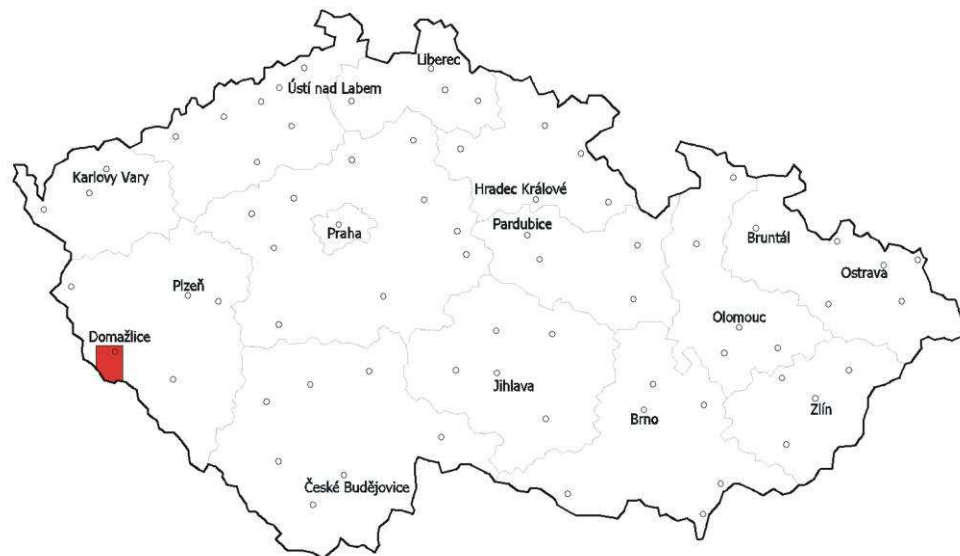 Liberec
Ústí nad Labem
Karlovy Vary
Hradec Králové
Pardubice
Praha
Bruntál
Ostrava
Plzeň
Olomouc
Domažlice
Jihlava
Zlín
Brno
České Budějovice